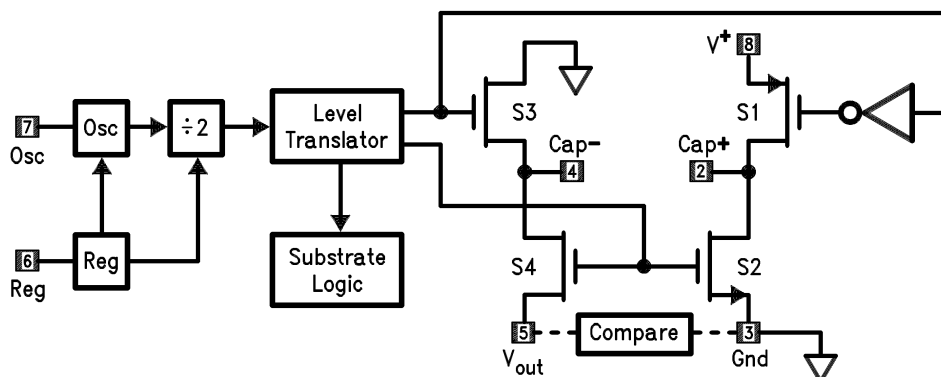 V+
8
S3
S1
7
Osc
Osc
÷2
Level
Translator
Cap-
4
Cap+
2
6
Reg
Reg
Substrate
Logic
S4
S2
5
Vout
Compare
3
Gnd